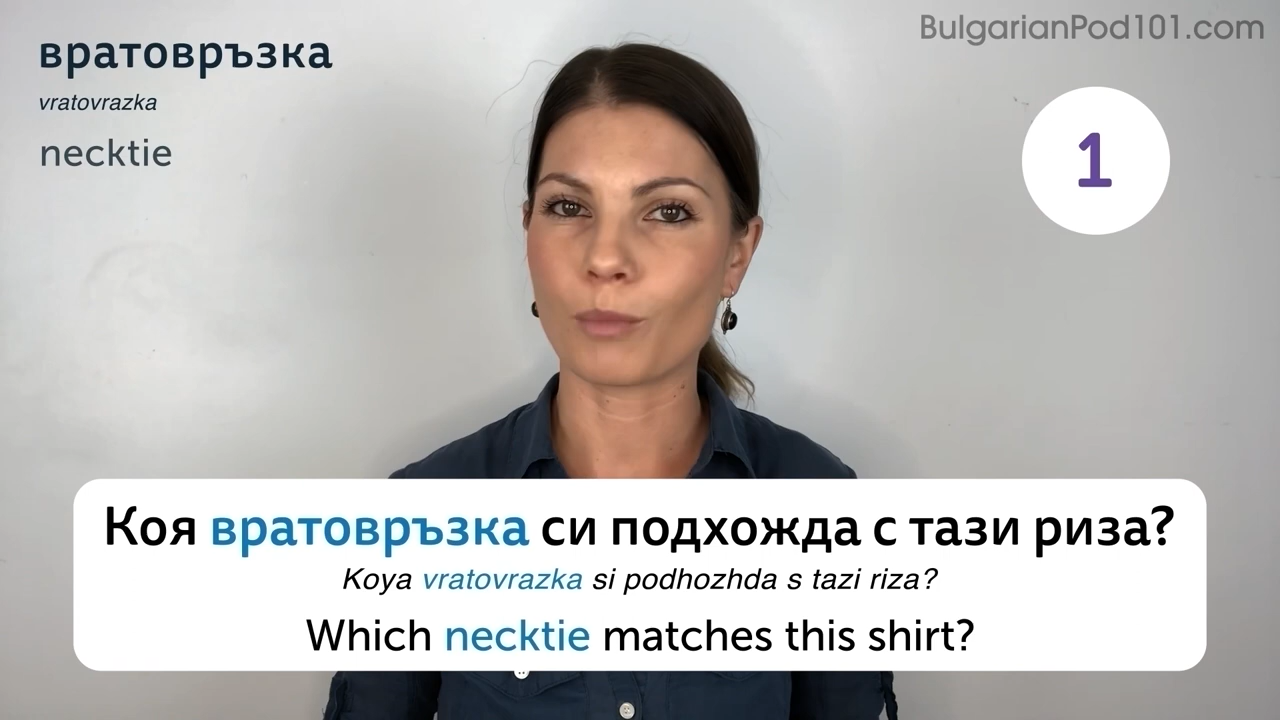 BulgarianPod101.com
вратовръзка
vratovrazka
necktie
1
Коя вратовръзка си подхожда с тази риза?
Koya vratovrazka si podhozhda s tazi riza?
Which necktie matches this shirt?